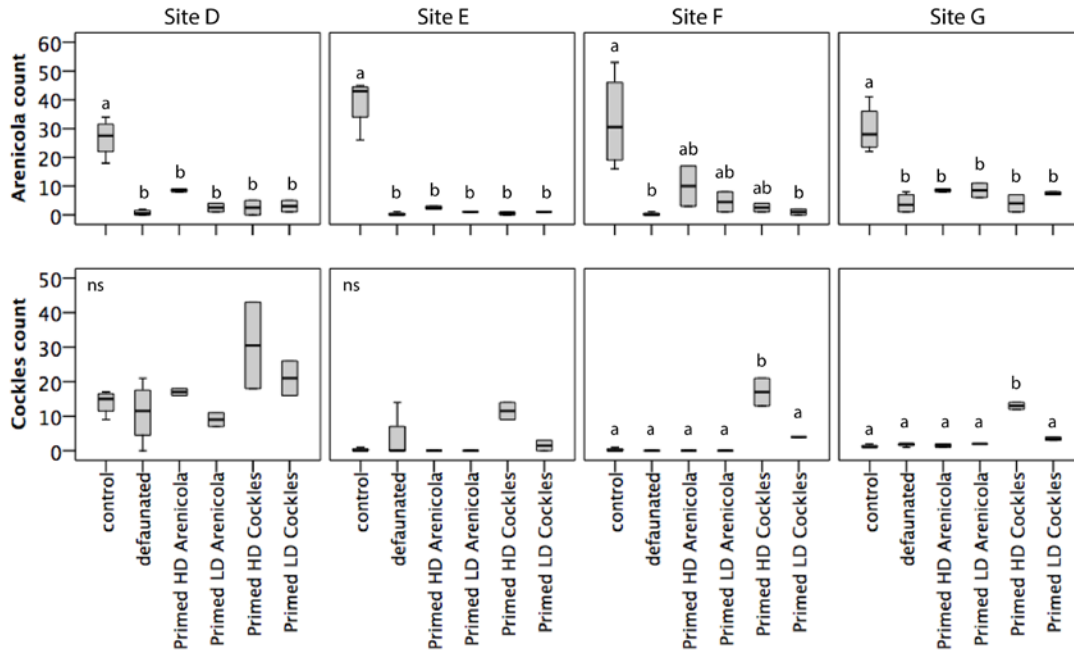 Site D Site E Site F Site G
Arenicola count
60
50
40
30
20
10
0
a b b b b b
a b b b b b
a b ab ab ab b
a b b b b b
Cockles count
50
40
30
20
10
0
ns
ns
a a a a b a
a a a a b a
control
defaunated
Primed HD Arenicola
Primed LD Arenicola
Primed HD Cockles
Primed LD Cockles
control
defaunated
Primed HD Arenicola
Primed LD Arenicola
Primed HD Cockles
Primed LD Cockles
control
defaunated
Primed HD Arenicola
Primed LD Arenicola
Primed HD Cockles
Primed LD Cockles
control
defaunated
Primed HD Arenicola
Primed LD Arenicola
Primed HD Cockles
Primed LD Cockles